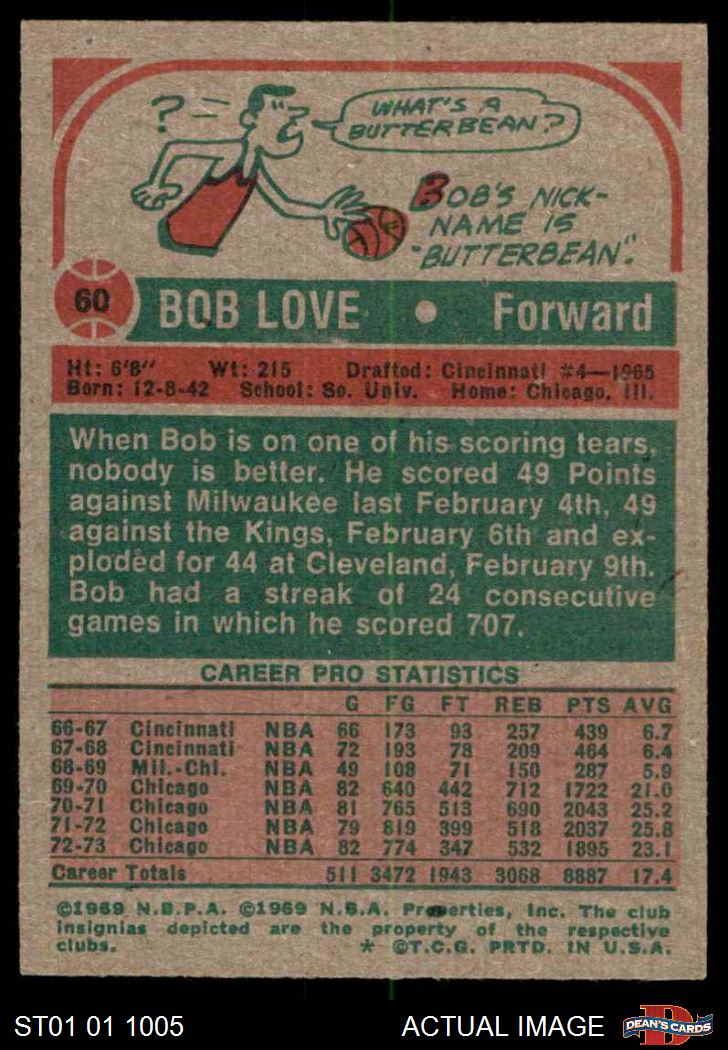 ?
WHAT'S A
BUTTERBEAN?
BOB'S NICK-
NAME IS
"BUTTERBEAN".
60 BOB LOVE • Forward
Ht: 6'8" Wt: 215 Drafted: Cincinnati #4—1965
Born: 12-8-42 School: So. Univ. Home: Chicago, Ill.
When Bob is on one of his scoring tears,
nobody is better. He scored 49 Points
against Milwaukee last February 4th, 49
against the Kings, February 6th and ex-
ploded for 44 at Cleveland, February 9th.
Bob had a streak of 24 consecutive
games in which he scored 707.
CAREER PRO STATISTICS
G FG FT REB PTS AVG
66-67 Cincinnati NBA 66 173 93 257 439 6.7
67-68 Cincinnati NBA 72 193 78 209 464 6.4
68-69 Mil.-Chi. NBA 49 108 71 150 287 5.9
69-70 Chicago NBA 82 640 442 712 1722 21.0
70-71 Chicago NBA 81 765 513 690 2043 25.2
71-72 Chicago NBA 79 819 399 518 2037 25.8
72-73 Chicago NBA 82 774 347 532 1895 23.1
Career Totals 511 3472 1943 3068 8887 17.4
©1969 N.B.P.A. ©1969 N.B.A. Properties, Inc. The club
insignias depicted are the property of the respective
clubs. * ©T.C.G. PRTD. IN U.S.A.
ST01 01 1005 ACTUAL IMAGE D DEAN'S CARDS